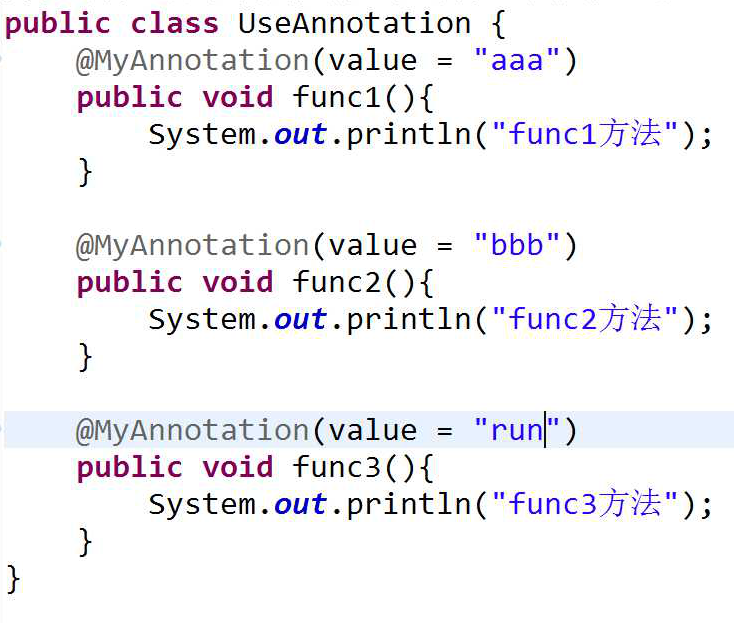 public class UseAnnotation {
@MyAnnotation(value = "aaa")
public void func1(){
System.out.println("func1方法");
}
@MyAnnotation(value = "bbb")
public void func2(){
System.out.println("func2方法");
}
@MyAnnotation(value = "run")
public void func3(){
System.out.println("func3方法");
}
}